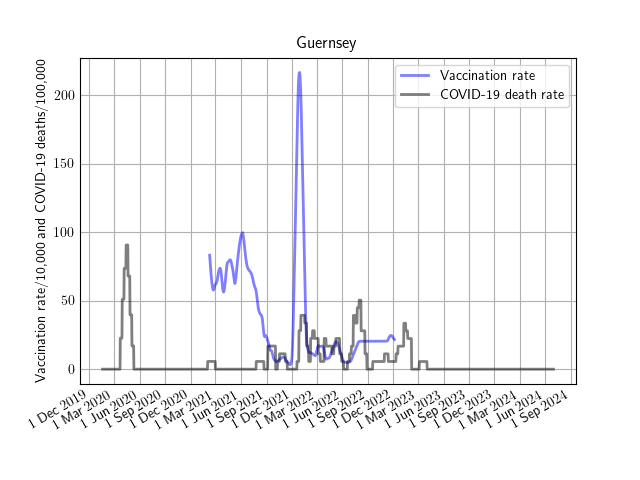 Guernsey
Vaccination rate
COVID-19 death rate
Vaccination rate/10,000 and COVID-19 deaths/100,000
200
150
100
50
0
1 Dec 2019
1 Mar 2020
1 Jun 2020
1 Sep 2020
1 Dec 2020
1 Mar 2021
1 Jun 2021
1 Sep 2021
1 Dec 2021
1 Mar 2022
1 Jun 2022
1 Sep 2022
1 Dec 2022
1 Mar 2023
1 Jun 2023
1 Sep 2023
1 Dec 2023
1 Mar 2024
1 Jun 2024
1 Sep 2024